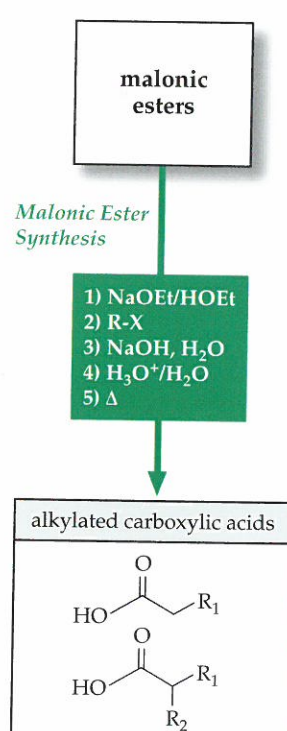 malonic
esters
Malonic Ester
Synthesis
1) NaOEt/HOEt
2) R-X
3) NaOH, H₂O
4) H₃O⁺/H₂O
5) Δ
alkylated carboxylic acids
O
HO
R₁
O
HO
R₁
R₂